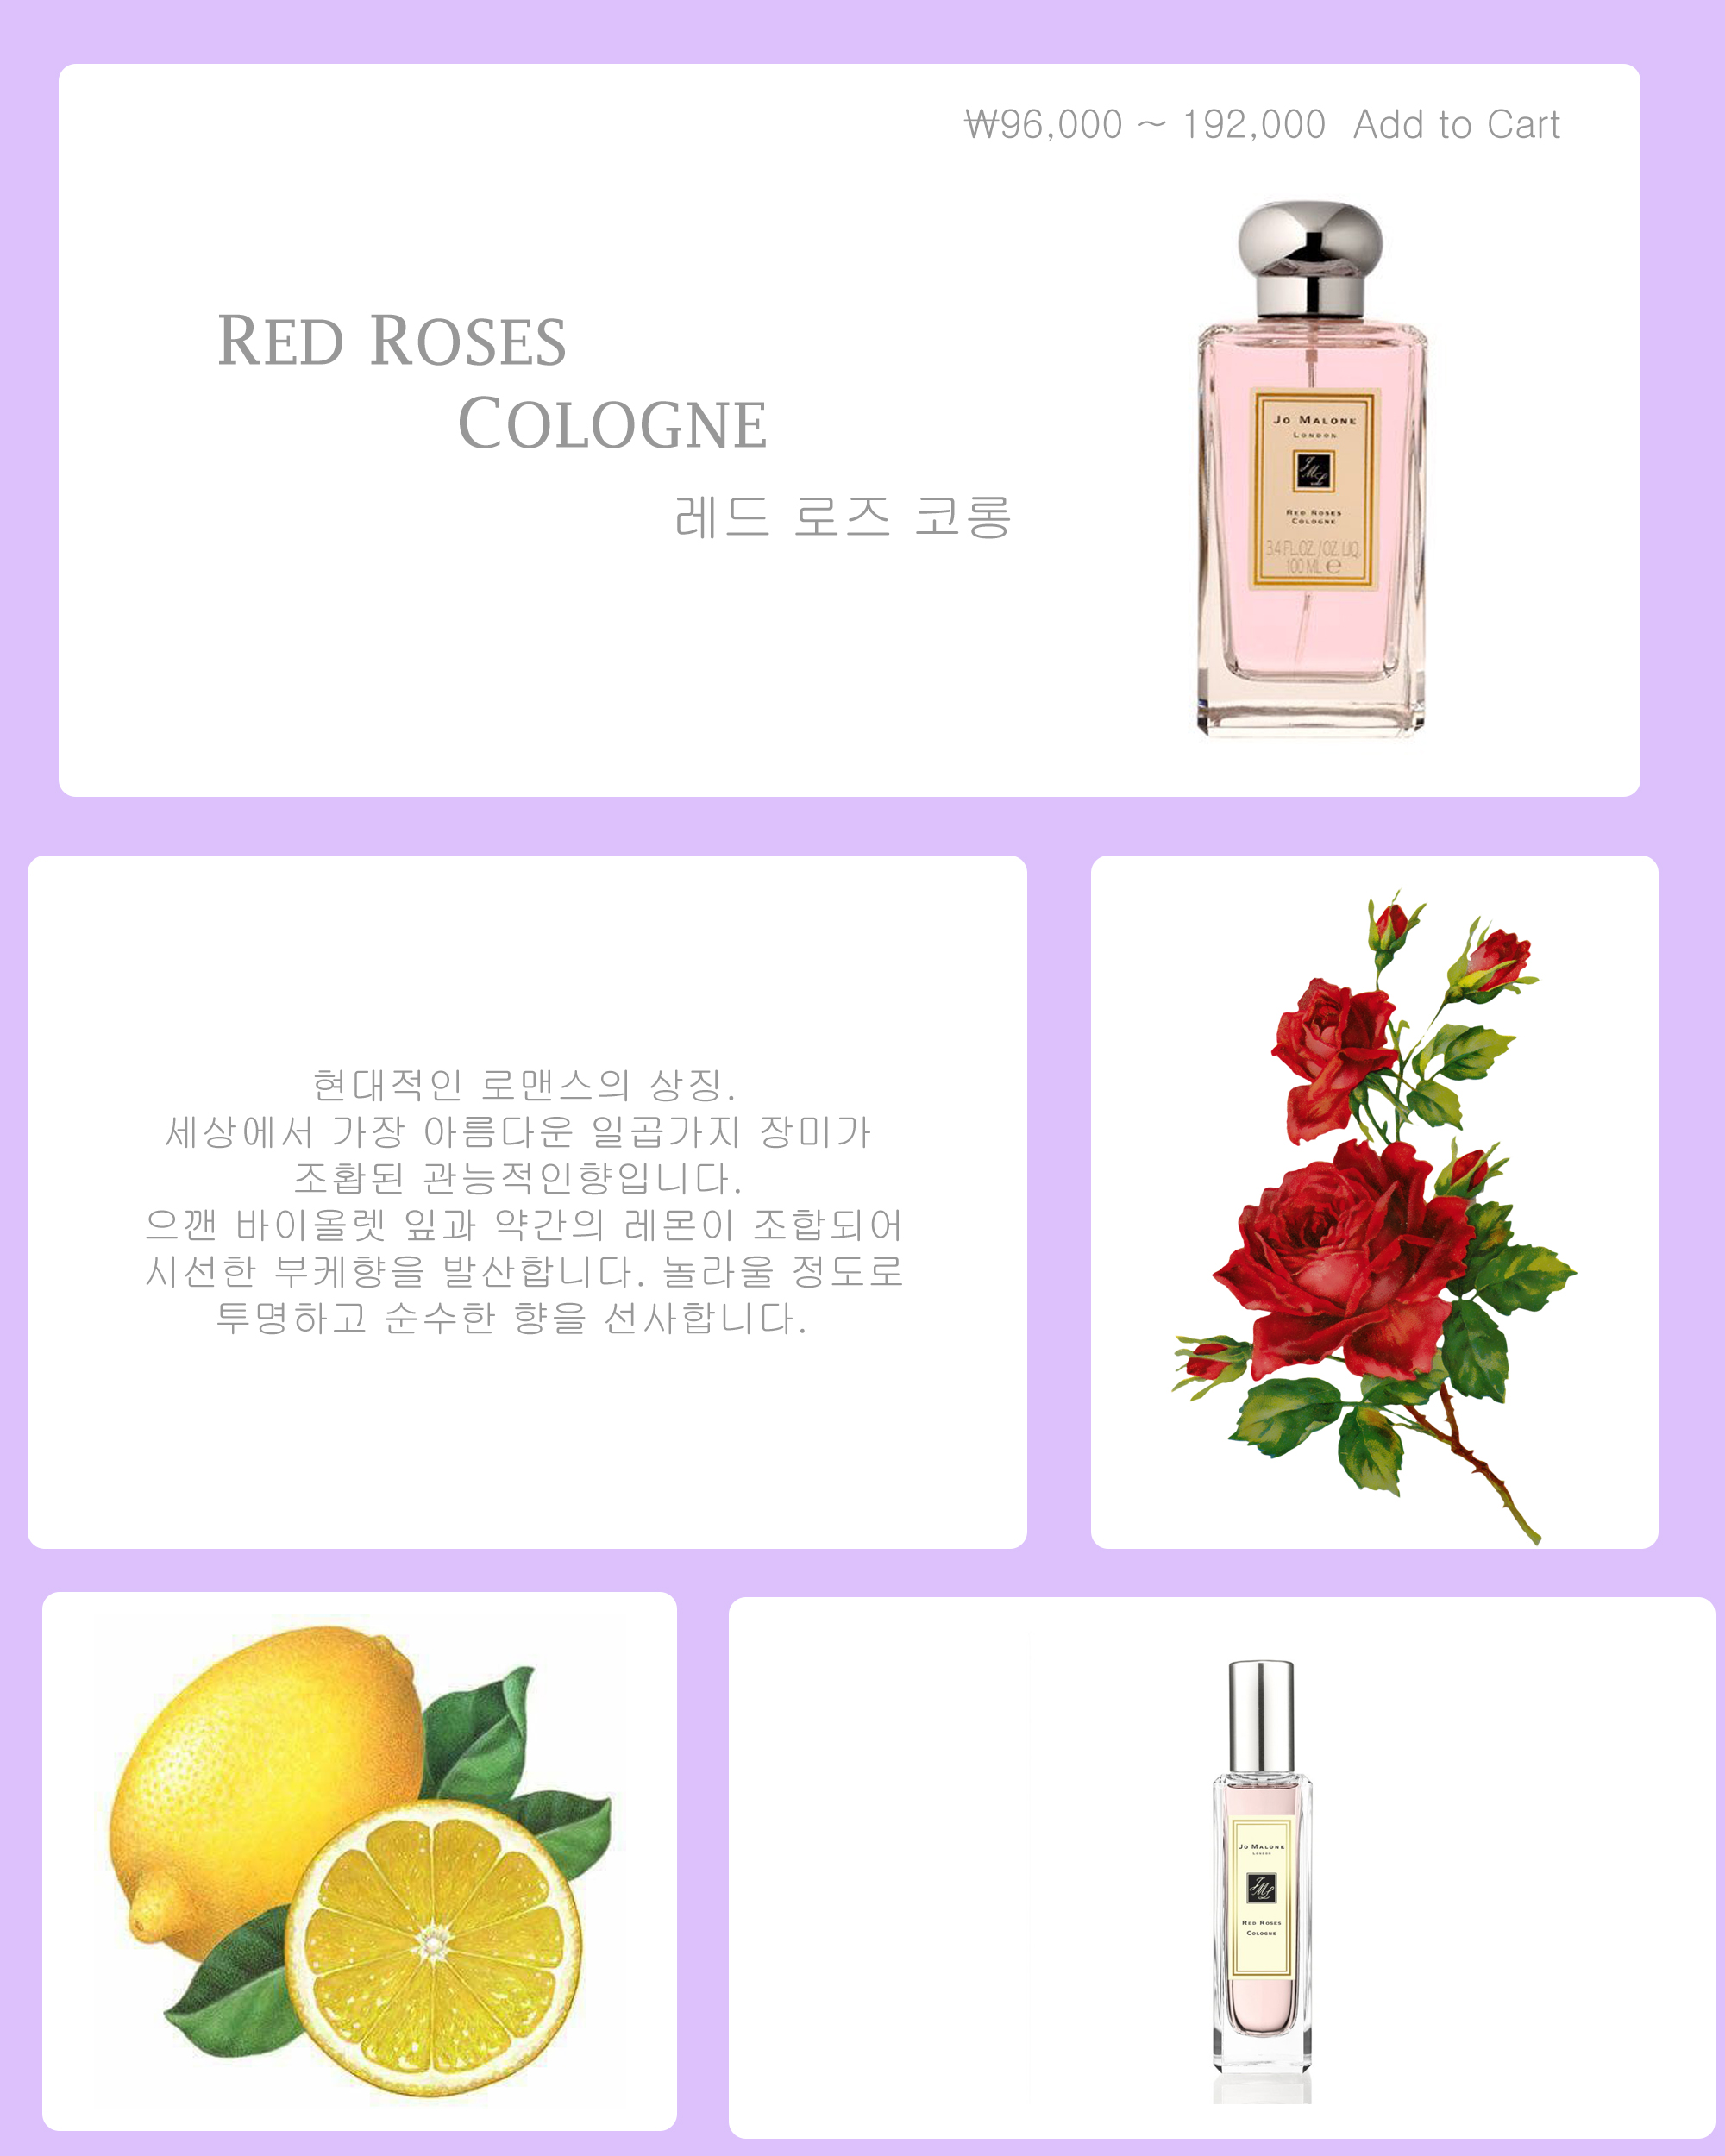 ₩96,000 ~ 192,000 Add to Cart
RED ROSES
COLOGNE
레드 로즈 코롱
JO MALONE
LONDON
JML
RED ROSES
COLOGNE
3.4 FL.OZ./OZ. LIQ.
100 ML ℮
현대적인 로맨스의 상징.
세상에서 가장 아름다운 일곱가지 장미가
조홥된 관능적인향입니다.
으깬 바이올렛 잎과 약간의 레몬이 조합되어
시선한 부케향을 발산합니다. 놀라울 정도로
투명하고 순수한 향을 선사합니다.
JO MALONE
LONDON
JML
RED ROSES
COLOGNE